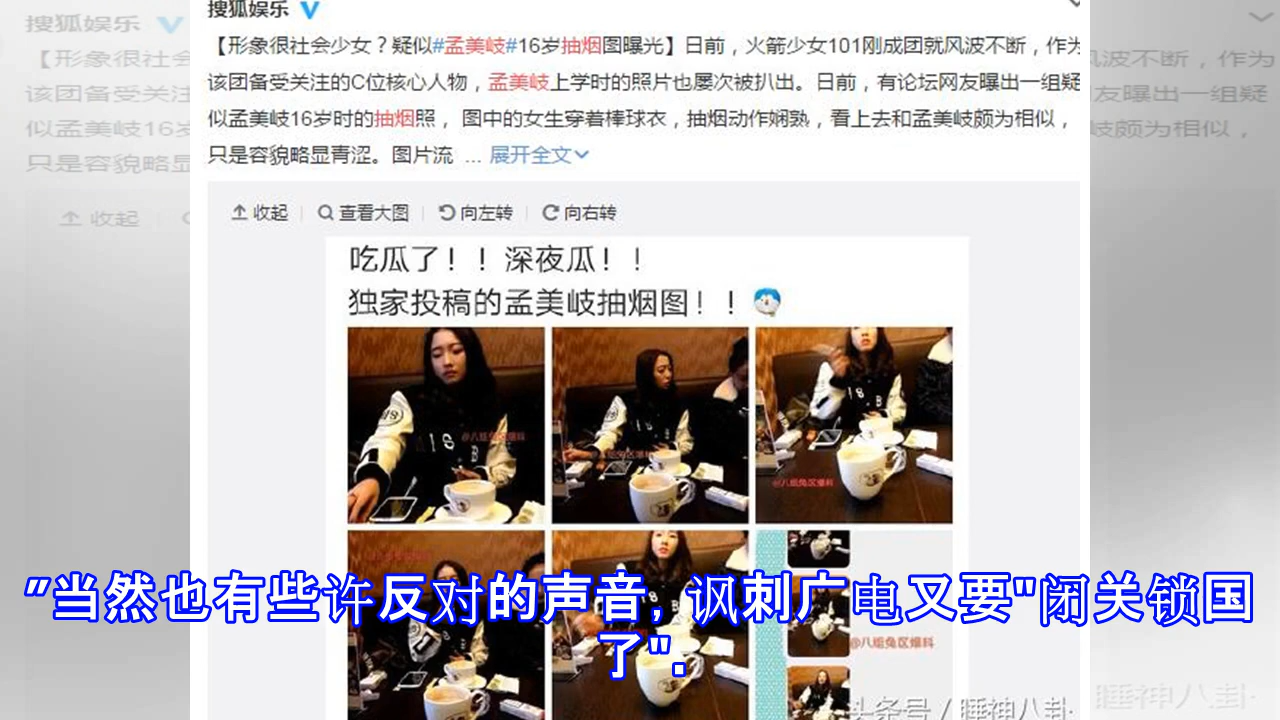 搜狐娱乐
【形象很社会少女？疑似#孟美岐#16岁抽烟图曝光】日前，火箭少女101刚成团就风波不断，作为
该团备受关注的C位核心人物，孟美岐上学时的照片也屡次被扒出。日前，有论坛网友曝出一组疑
似孟美岐16岁时的抽烟照， 图中的女生穿着棒球衣，抽烟动作娴熟，看上去和孟美岐颇为相似，
只是容貌略显青涩。图片流 ... 展开全文
收起 查看大图 向左转 向右转
吃瓜了！！深夜瓜！！
独家投稿的孟美岐抽烟图！！
@八组兔区爆料
@八组兔区爆料
@八组兔区爆料
"当然也有些许反对的声音, 讽刺广电又要"闭关锁国
了".
@八组兔区爆料
头条号 / 睡神八卦